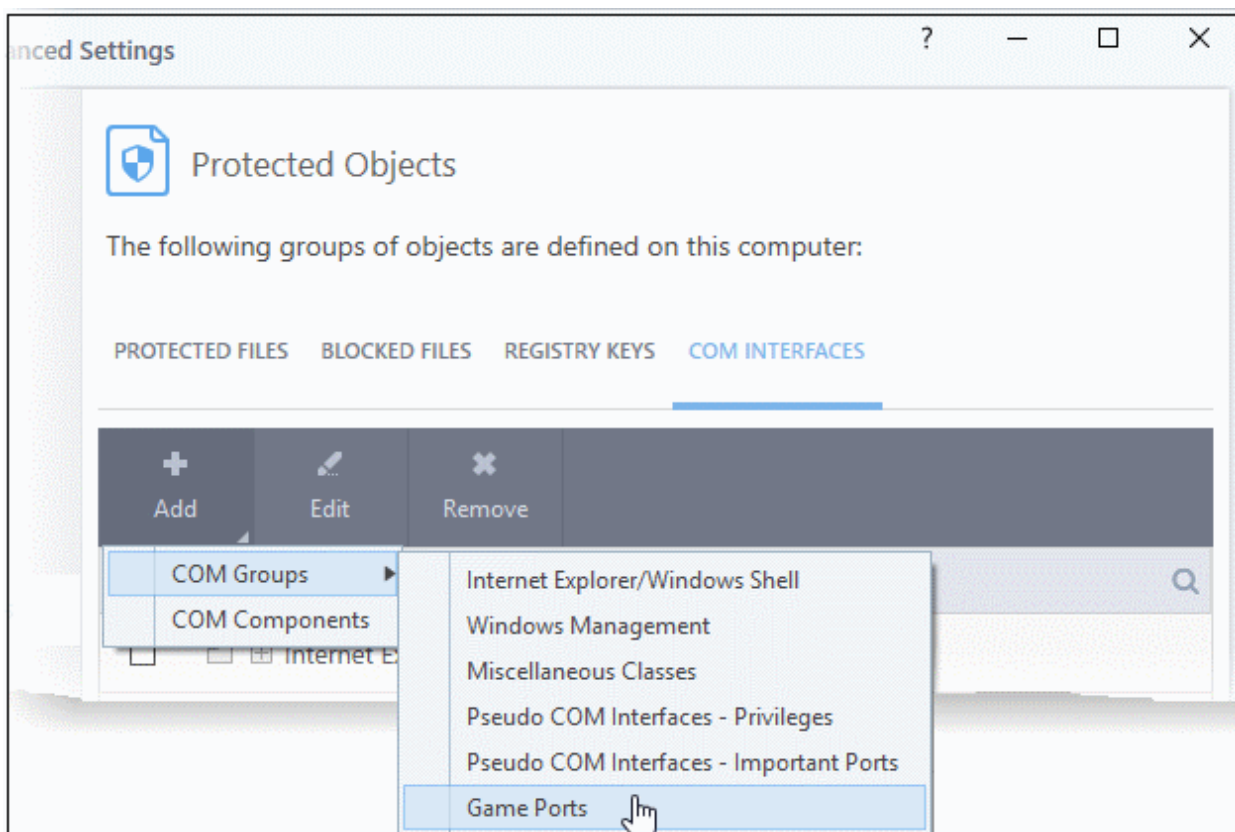 anced Settings
?
Protected Objects
The following groups of objects are defined on this computer:
PROTECTED FILES BLOCKED FILES REGISTRY KEYS COM INTERFACES
Add Edit Remove
COM Groups
COM Components
Internet Ex
Internet Explorer/Windows Shell
Windows Management
Miscellaneous Classes
Pseudo COM Interfaces - Privileges
Pseudo COM Interfaces - Important Ports
Game Ports